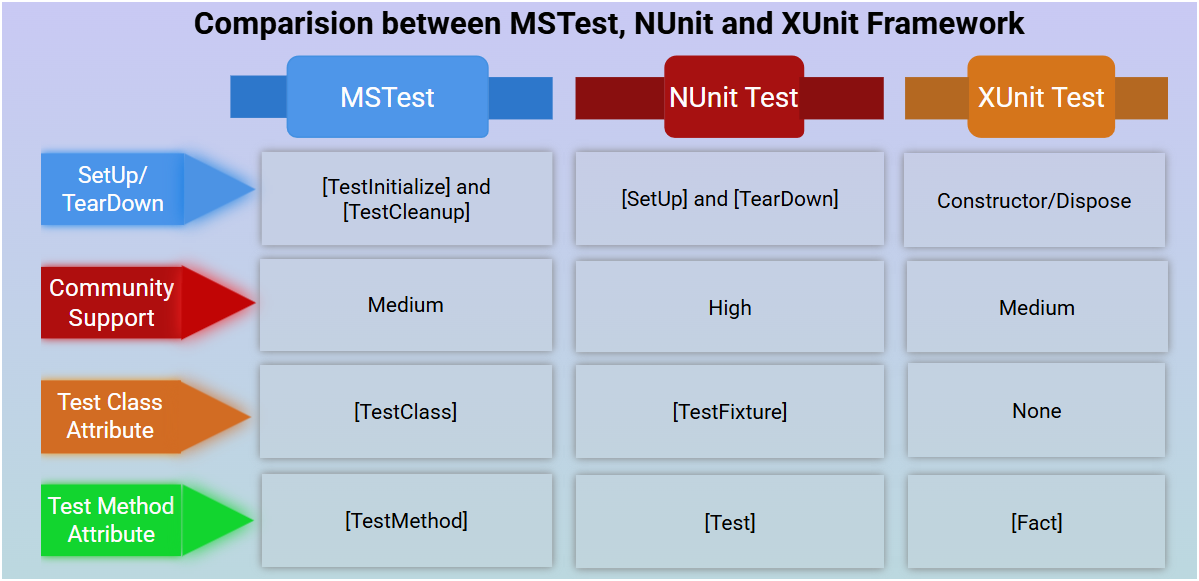 Comparision between MSTest, NUnit and XUnit Framework
MSTest
NUnit Test
XUnit Test
SetUp/
TearDown
[TestInitialize] and
[TestCleanup]
[SetUp] and [TearDown]
Constructor/Dispose
Community
Support
Medium
High
Medium
Test Class
Attribute
[TestClass]
[TestFixture]
None
Test Method
Attribute
[TestMethod]
[Test]
[Fact]